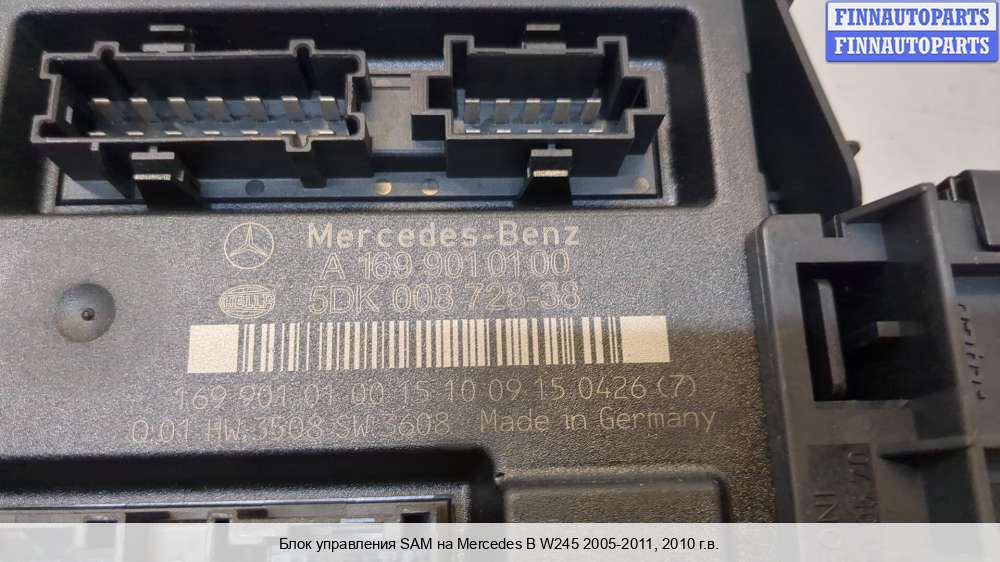 FINNAUTOPARTS
FINNAUTOPARTS
Mercedes-Benz
A 169 901 01 00
HELLA
5DK 008 728-38
169 901 01 00 15 10 09 15 0426 (7)
Q:01 HW:3508 SW:3608 Made in Germany
Блок управления SAM на Mercedes B W245 2005-2011, 2010 г.в.